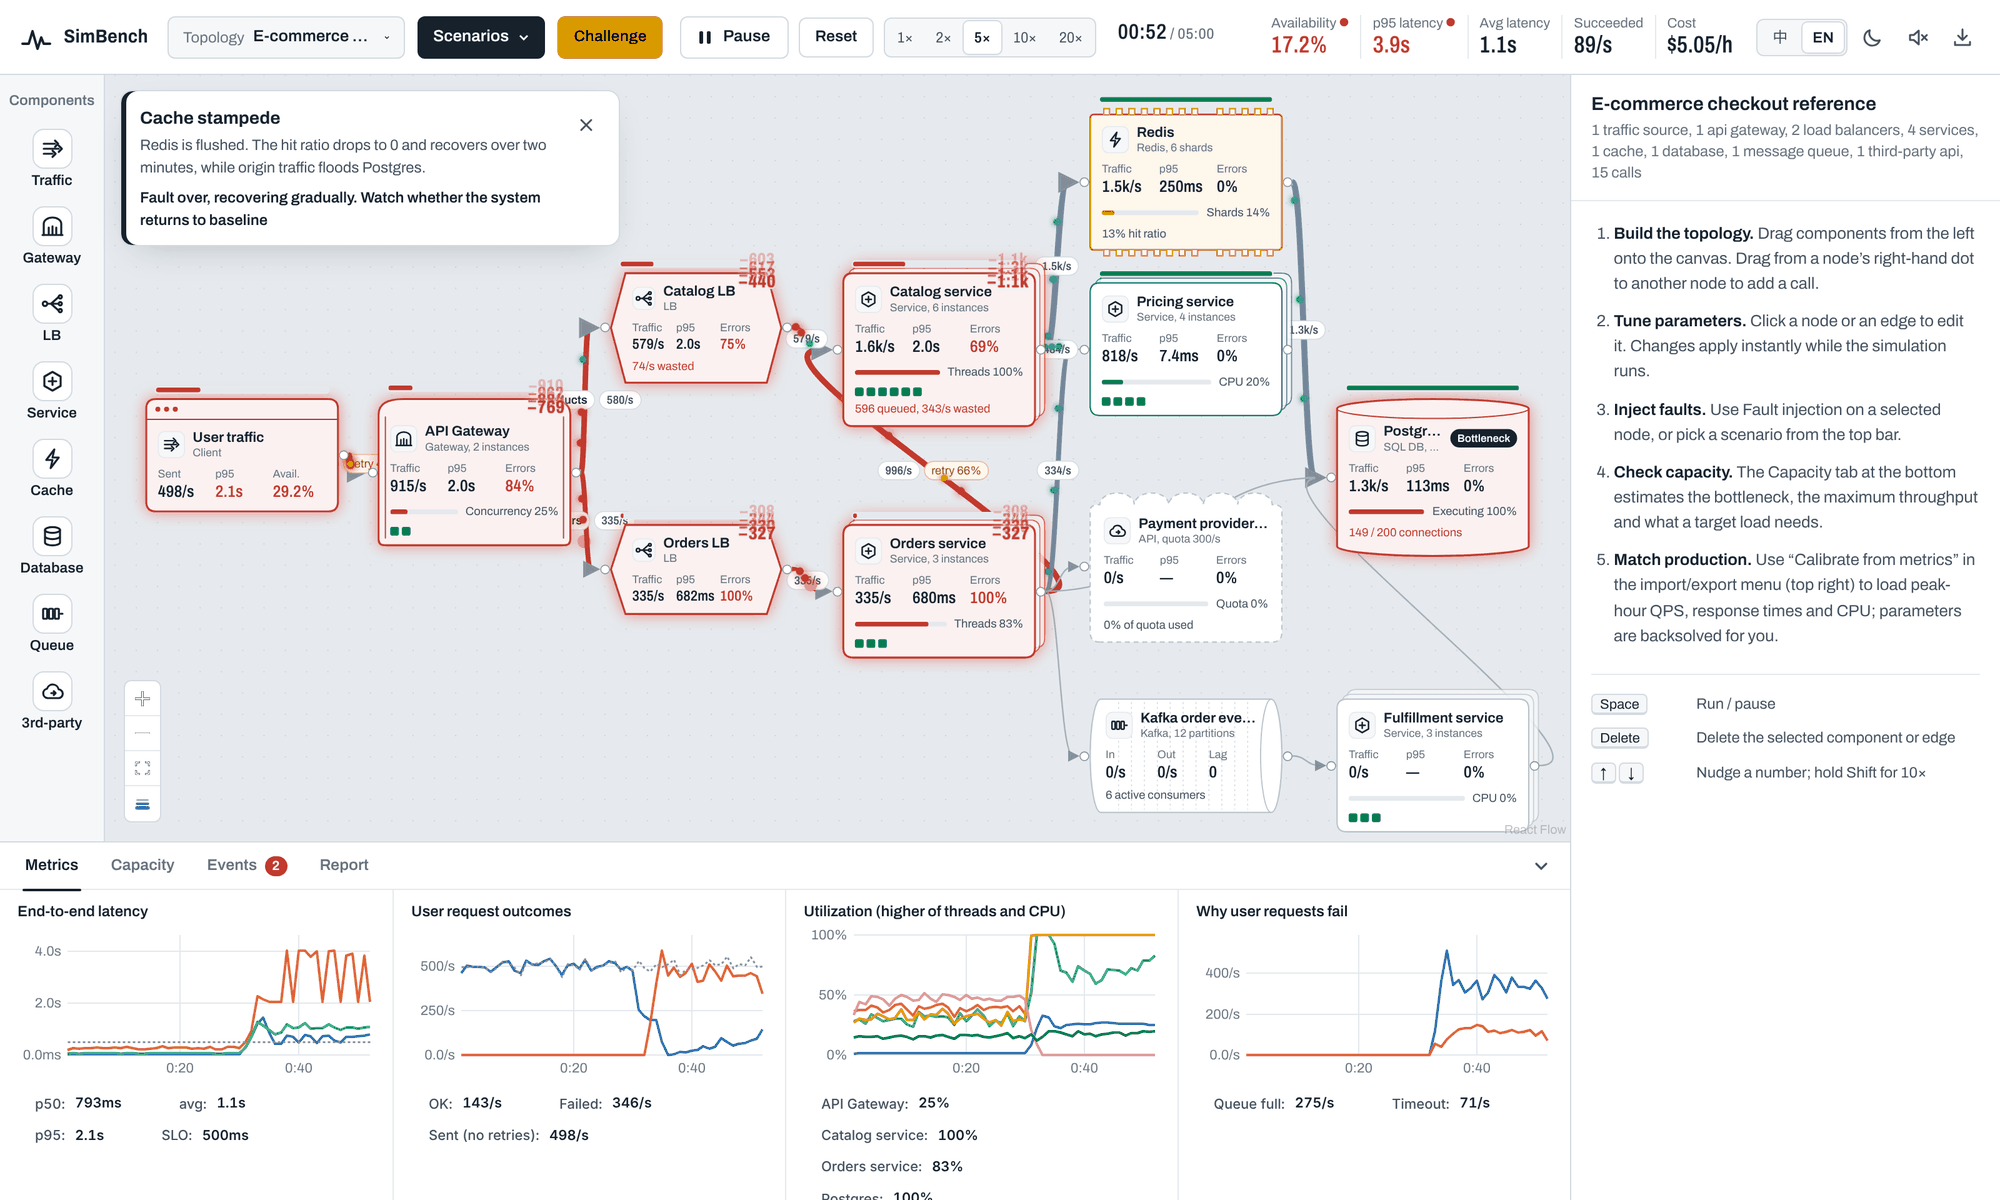 SimBench
Topology E-commerce ...
Scenarios
Challenge
Pause
Reset
1×
2×
5×
10×
20×
00:52 / 05:00
Availability
17.2%
p95 latency
3.9s
Avg latency
1.1s
Succeeded
89/s
Cost
$5.05/h
中
EN
Components
Traffic
Gateway
LB
Service
Cache
Database
Queue
3rd-party
Cache stampede
Redis is flushed. The hit ratio drops to 0 and recovers over two
minutes, while origin traffic floods Postgres.
Fault over, recovering gradually. Watch whether the system
returns to baseline
User traffic
Client
Sent p95 Avail.
498/s 2.1s 29.2%
retry
API Gateway
Gateway, 2 instances
Traffic p95 Errors
915/s 2.0s 84%
Concurrency 25%
−769
580/s
335/s
Catalog LB
LB
Traffic p95 Errors
579/s 2.0s 75%
74/s wasted
−440
579/s
Orders LB
LB
Traffic p95 Errors
335/s 682ms 100%
−327
335/s
Catalog service
Service, 6 instances
Traffic p95 Errors
1.6k/s 2.0s 69%
Threads 100%
596 queued, 343/s wasted
−1.1k
996/s
retry 66%
334/s
1.5k/s
Orders service
Service, 3 instances
Traffic p95 Errors
335/s 680ms 100%
Threads 83%
−327
Redis
Redis, 6 shards
Traffic p95 Errors
1.5k/s 250ms 0%
Shards 14%
13% hit ratio
Pricing service
Service, 4 instances
Traffic p95 Errors
818/s 7.4ms 0%
CPU 20%
1.3k/s
Payment provider...
API, quota 300/s
Traffic p95 Errors
0/s — 0%
Quota 0%
0% of quota used
Kafka order eve...
Kafka, 12 partitions
In Out Lag
0/s 0/s 0
6 active consumers
Postgr...
SQL DB, ...
Bottleneck
Traffic p95 Errors
1.3k/s 113ms 0%
Executing 100%
149 / 200 connections
Fulfillment service
Service, 3 instances
Traffic p95 Errors
0/s — 0%
CPU 0%
React Flow
E-commerce checkout reference
1 traffic source, 1 api gateway, 2 load balancers, 4 services,
1 cache, 1 database, 1 message queue, 1 third-party api,
15 calls
1. Build the topology. Drag components from the left
onto the canvas. Drag from a node's right-hand dot
to another node to add a call.
2. Tune parameters. Click a node or an edge to edit
it. Changes apply instantly while the simulation
runs.
3. Inject faults. Use Fault injection on a selected
node, or pick a scenario from the top bar.
4. Check capacity. The Capacity tab at the bottom
estimates the bottleneck, the maximum throughput
and what a target load needs.
5. Match production. Use “Calibrate from metrics” in
the import/export menu (top right) to load peak-
hour QPS, response times and CPU; parameters
are backsolved for you.
Space Run / pause
Delete Delete the selected component or edge
↑ ↓ Nudge a number; hold Shift for 10×
Metrics
Capacity
Events 2
Report
End-to-end latency
4.0s
2.0s
0.0ms
0:20 0:40
p50: 793ms avg: 1.1s
p95: 2.1s SLO: 500ms
User request outcomes
500/s
250/s
0.0/s
0:20 0:40
OK: 143/s Failed: 346/s
Sent (no retries): 498/s
Utilization (higher of threads and CPU)
100%
50%
0%
0:20 0:40
API Gateway: 25%
Catalog service: 100%
Orders service: 83%
Postgres: 100%
Why user requests fail
400/s
200/s
0.0/s
0:20 0:40
Queue full: 275/s Timeout: 71/s